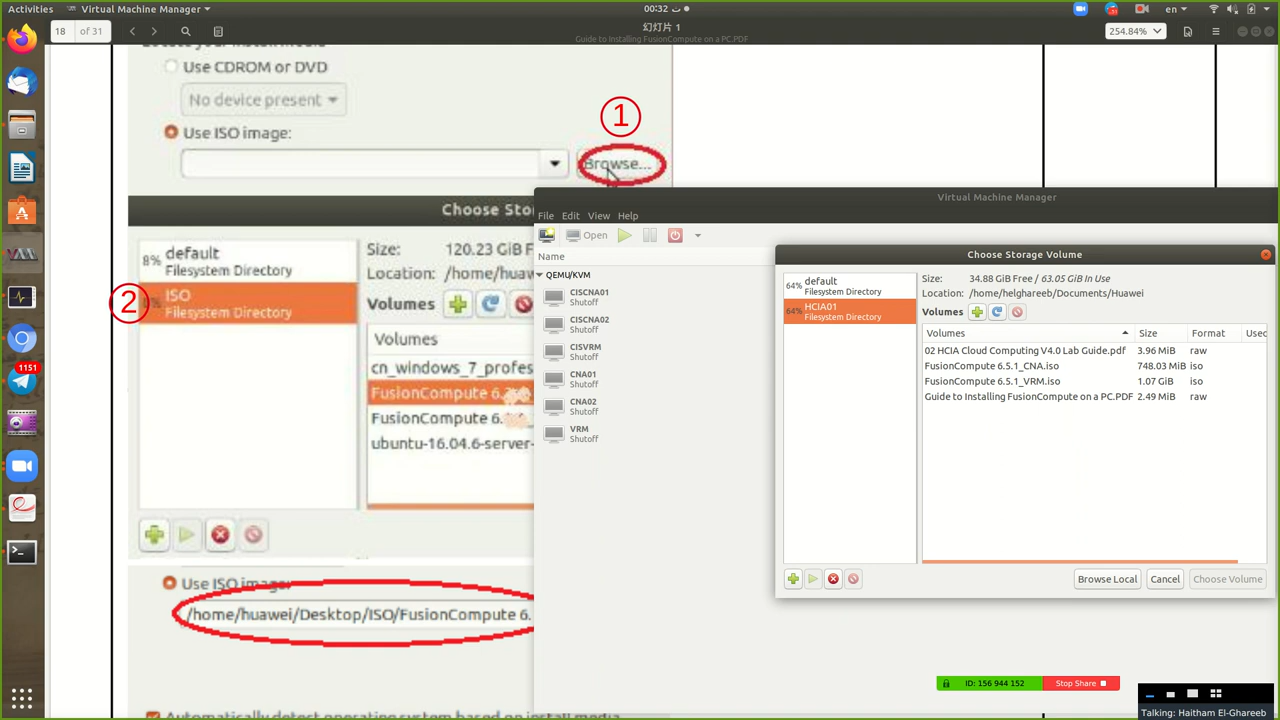 Activities
Virtual Machine Manager
00:32 ت
en
18 of 31
幻灯片 1
Guide to Installing FusionCompute on a PC.PDF
254.84%
Use CDROM or DVD
No device present
①
Use ISO image:
Browse...
Choose Sto
8% default
Filesystem Directory
②
ISO
Filesystem Directory
Size: 120.23 GiB F
Location: /home/huaw
Volumes
Volumes
cn_windows_7_profes
FusionCompute 6.
FusionCompute 6.
ubuntu-16.04.6-server-
Use ISO image:
/home/huawei/Desktop/ISO/FusionCompute 6.
Automatically detect operating system based on install media
1151
Virtual Machine Manager
File Edit View Help
Open
Name
QEMU/KVM
CISCNA01
Shutoff
CISCNA02
Shutoff
CISVRM
Shutoff
CNA01
Shutoff
CNA02
Shutoff
VRM
Shutoff
Choose Storage Volume
64% default
Filesystem Directory
64% HCIA01
Filesystem Directory
Size: 34.88 GiB Free / 63.05 GiB In Use
Location: /home/helghareeb/Documents/Huawei
Volumes
Volumes Size Format Used
02 HCIA Cloud Computing V4.0 Lab Guide.pdf 3.96 MiB raw
FusionCompute 6.5.1_CNA.iso 748.03 MiB iso
FusionCompute 6.5.1_VRM.iso 1.07 GiB iso
Guide to Installing FusionCompute on a PC.PDF 2.49 MiB raw
Browse Local Cancel Choose Volume
ID: 156 944 152 Stop Share
Talking: Haitham El-Ghareeb